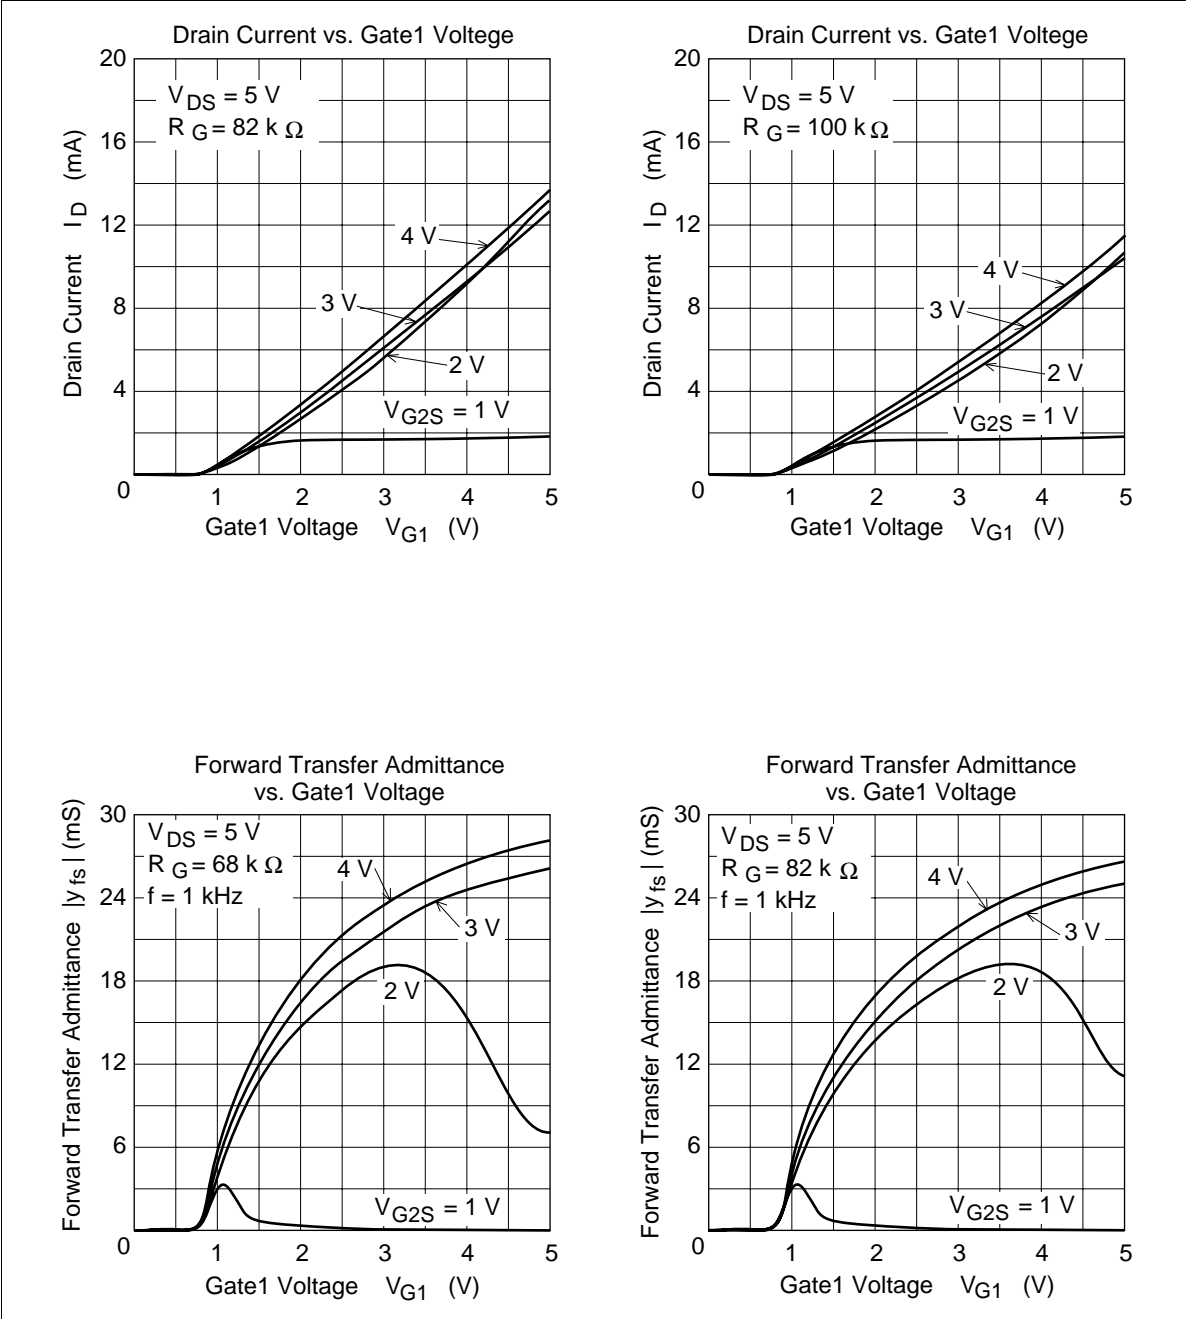 Drain Current vs. Gate1 Voltege
20
16
12
8
4
0
1 2 3 4 5
Drain Current I D (mA)
V DS = 5 V
R G = 82 k Ω
4 V
3 V
2 V
V G2S = 1 V
Gate1 Voltage V G1 (V)
Drain Current vs. Gate1 Voltege
20
16
12
8
4
0
1 2 3 4 5
Drain Current I D (mA)
V DS = 5 V
R G = 100 k Ω
4 V
3 V
2 V
V G2S = 1 V
Gate1 Voltage V G1 (V)
Forward Transfer Admittance
vs. Gate1 Voltage
30
24
18
12
6
0
1 2 3 4 5
Forward Transfer Admittance |y fs | (mS)
V DS = 5 V
R G = 68 k Ω
f = 1 kHz
4 V
3 V
2 V
V G2S = 1 V
Gate1 Voltage V G1 (V)
Forward Transfer Admittance
vs. Gate1 Voltage
30
24
18
12
6
0
1 2 3 4 5
Forward Transfer Admittance |y fs | (mS)
V DS = 5 V
R G = 82 k Ω
f = 1 kHz
4 V
3 V
2 V
V G2S = 1 V
Gate1 Voltage V G1 (V)